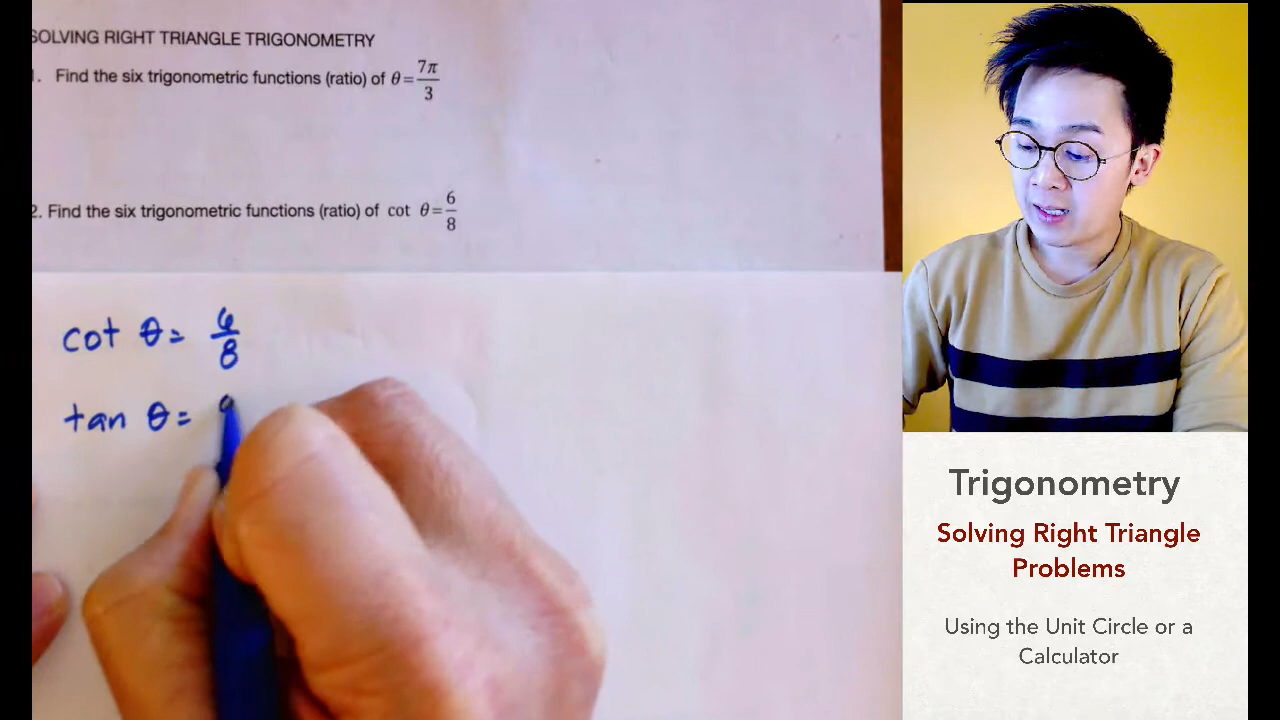 SOLVING RIGHT TRIANGLE TRIGONOMETRY
1. Find the six trigonometric functions (ratio) of θ = 7π/3
2. Find the six trigonometric functions (ratio) of cot θ = 6/8
cot θ = 6/8
tan θ =
Trigonometry
Solving Right Triangle
Problems
Using the Unit Circle or a
Calculator